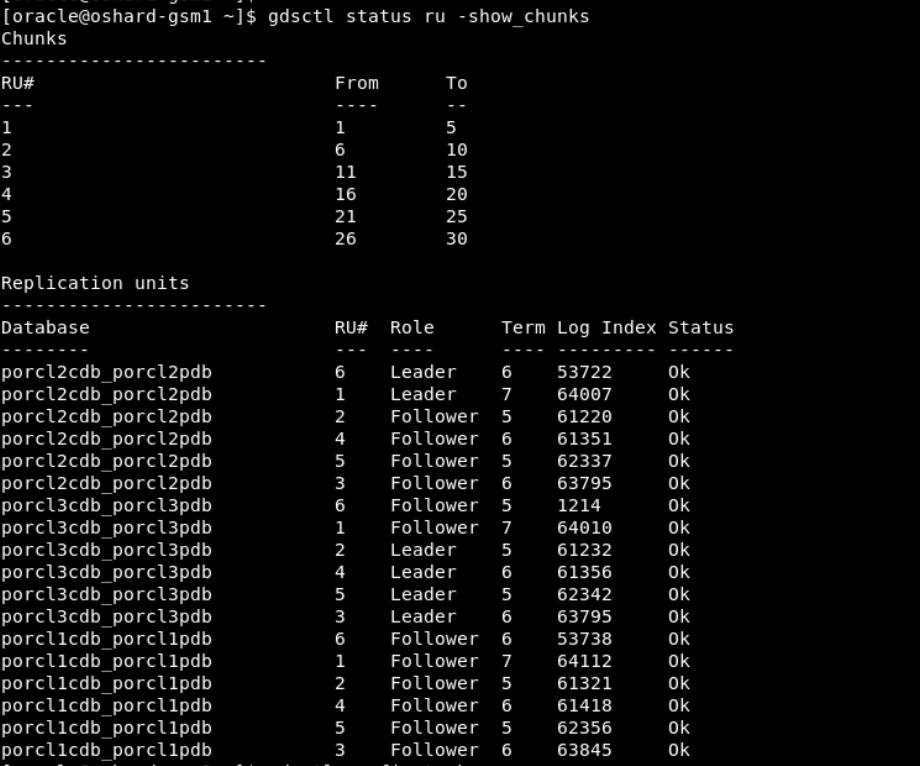 [oracle@oshard-gsm1 ~]$ gdsctl status ru -show_chunks
Chunks
------------------------
RU# From To
--- ---- --
1 1 5
2 6 10
3 11 15
4 16 20
5 21 25
6 26 30
Replication units
------------------------
Database RU# Role Term Log Index Status
-------- --- ---- ---- --------- ------
porcl2cdb_porcl2pdb 6 Leader 6 53722 Ok
porcl2cdb_porcl2pdb 1 Leader 7 64007 Ok
porcl2cdb_porcl2pdb 2 Follower 5 61220 Ok
porcl2cdb_porcl2pdb 4 Follower 6 61351 Ok
porcl2cdb_porcl2pdb 5 Follower 5 62337 Ok
porcl2cdb_porcl2pdb 3 Follower 6 63795 Ok
porcl3cdb_porcl3pdb 6 Follower 5 1214 Ok
porcl3cdb_porcl3pdb 1 Follower 7 64010 Ok
porcl3cdb_porcl3pdb 2 Leader 5 61232 Ok
porcl3cdb_porcl3pdb 4 Leader 6 61356 Ok
porcl3cdb_porcl3pdb 5 Leader 5 62342 Ok
porcl3cdb_porcl3pdb 3 Leader 6 63795 Ok
porcl1cdb_porcl1pdb 6 Follower 6 53738 Ok
porcl1cdb_porcl1pdb 1 Follower 7 64112 Ok
porcl1cdb_porcl1pdb 2 Follower 5 61321 Ok
porcl1cdb_porcl1pdb 4 Follower 6 61418 Ok
porcl1cdb_porcl1pdb 5 Follower 5 62356 Ok
porcl1cdb_porcl1pdb 3 Follower 6 63845 Ok